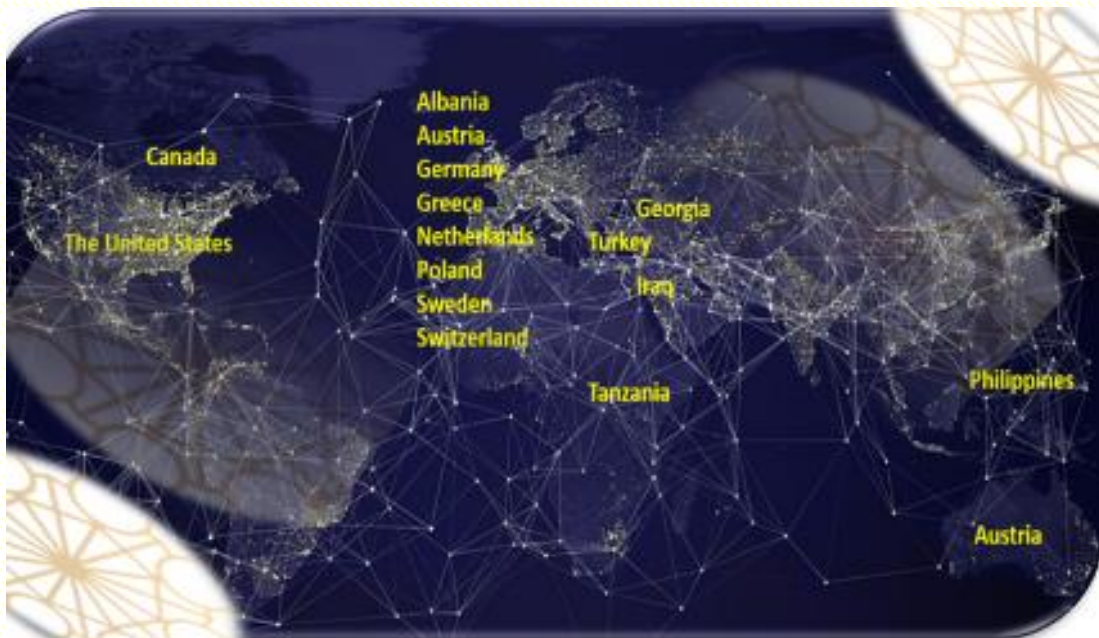 Albania
Austria
Germany
Greece
Netherlands
Poland
Sweden
Switzerland
Canada
The United States
Georgia
Turkey
Iraq
Tanzania
Philippines
Austria